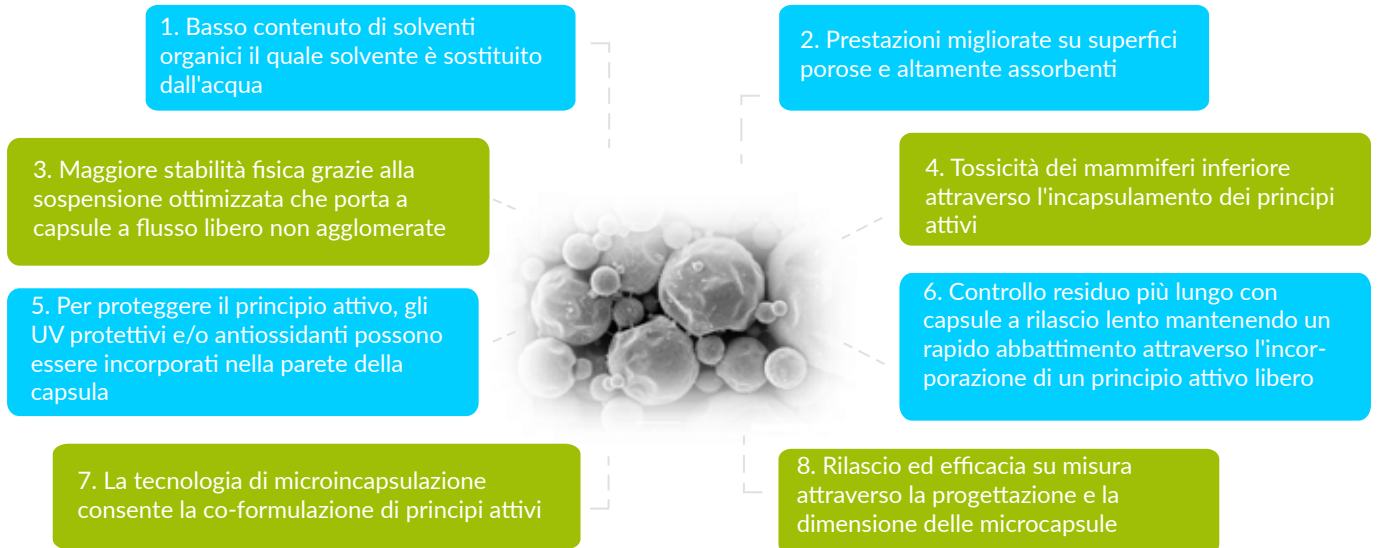 1. Basso contenuto di solventi
organici il quale solvente è sostituito
dall'acqua
2. Prestazioni migliorate su superfici
porose e altamente assorbenti
3. Maggiore stabilità fisica grazie alla
sospensione ottimizzata che porta a
capsule a flusso libero non agglomerate
4. Tossicità dei mammiferi inferiore
attraverso l'incapsulamento dei principi
attivi
5. Per proteggere il principio attivo, gli
UV protettivi e/o antiossidanti possono
essere incorporati nella parete della
capsula
6. Controllo residuo più lungo con
capsule a rilascio lento mantenendo un
rapido abbattimento attraverso l'incor-
porazione di un principio attivo libero
7. La tecnologia di microincapsulazione
consente la co-formulazione di principi attivi
8. Rilascio ed efficacia su misura
attraverso la progettazione e la
dimensione delle microcapsule